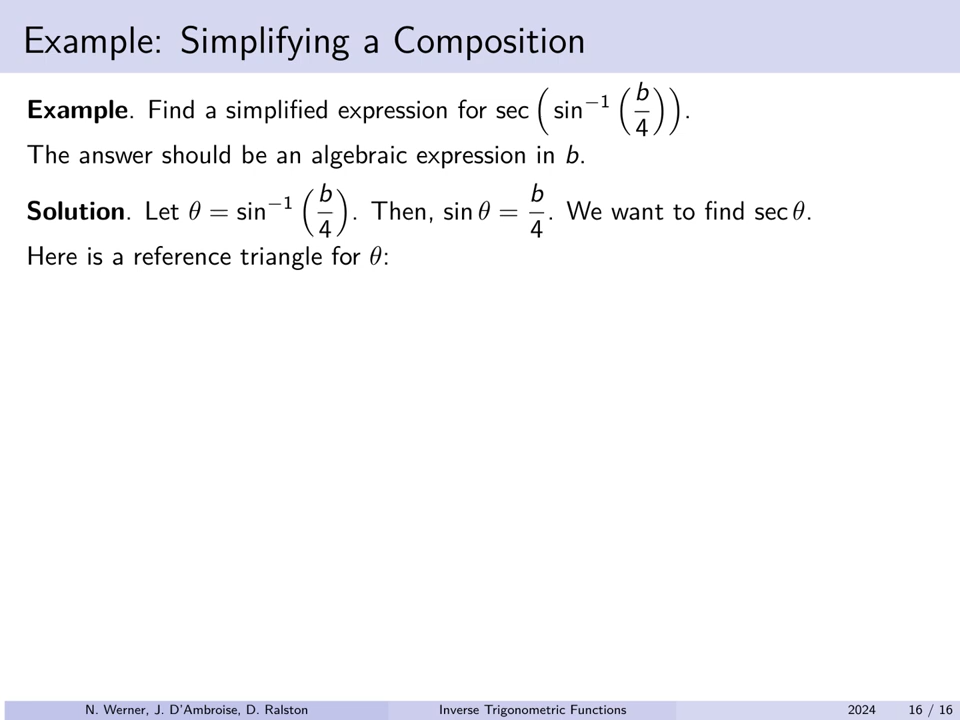 Example: Simplifying a Composition
Example. Find a simplified expression for sec(sin⁻¹(b/4)).
The answer should be an algebraic expression in b.
Solution. Let θ = sin⁻¹(b/4). Then, sin θ = b/4. We want to find sec θ.
Here is a reference triangle for θ:
N. Werner, J. D'Ambroise, D. Ralston Inverse Trigonometric Functions 2024 16 / 16